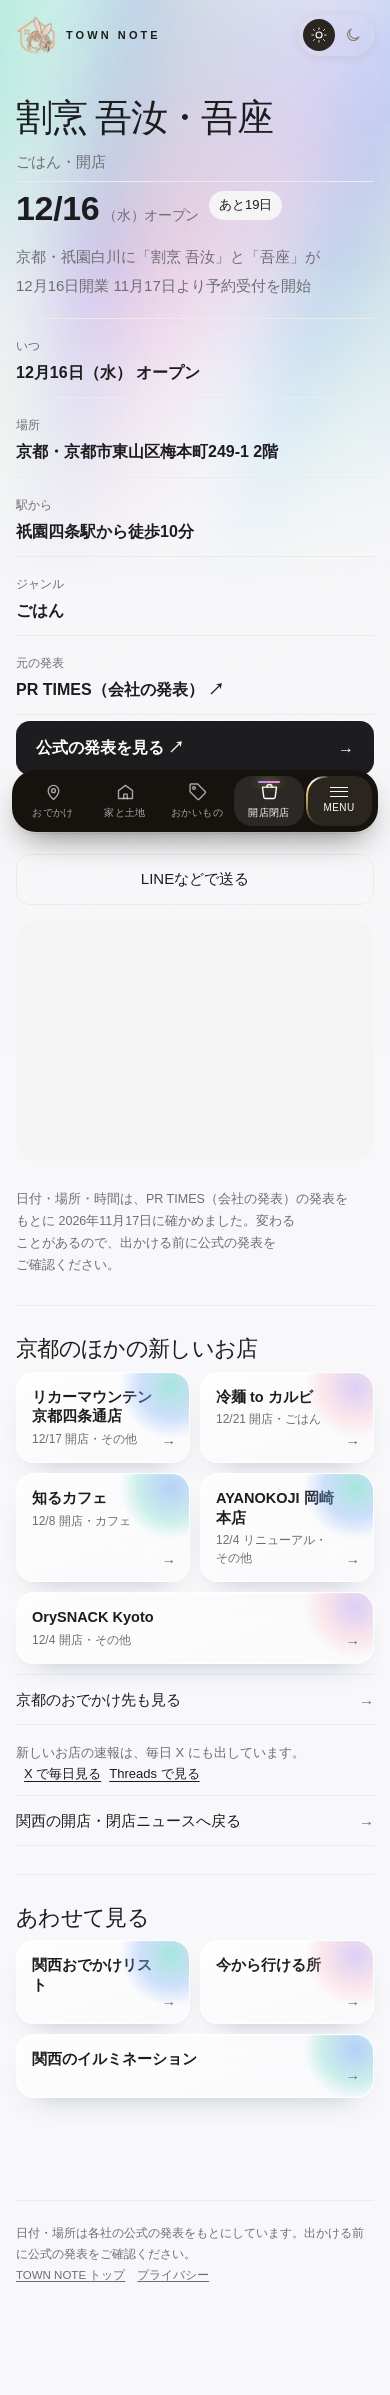 TOWN NOTE
割烹 吾汝・吾座
ごはん・開店
12/16 （水）オープン あと19日
京都・祇園白川に「割烹 吾汝」と「吾座」が
12月16日開業 11月17日より予約受付を開始
いつ
12月16日（水） オープン
場所
京都・京都市東山区梅本町249-1 2階
駅から
祇園四条駅から徒歩10分
ジャンル
ごはん
元の発表
PR TIMES（会社の発表） ↗
公式の発表を見る ↗ →
おでかけ 家と土地 おかいもの 開店閉店 MENU
LINEなどで送る
日付・場所・時間は、PR TIMES（会社の発表）の発表を
もとに 2026年11月17日に確かめました。変わる
ことがあるので、出かける前に公式の発表を
ご確認ください。
京都のほかの新しいお店
リカーマウンテン
京都四条通店
12/17 開店・その他 →
冷麺 to カルビ
12/21 開店・ごはん
→
知るカフェ
12/8 開店・カフェ
→
AYANOKOJI 岡崎
本店
12/4 リニューアル・
その他 →
OrySNACK Kyoto
12/4 開店・その他 →
京都のおでかけ先も見る →
新しいお店の速報は、毎日 X にも出しています。
X で毎日見る Threads で見る
関西の開店・閉店ニュースへ戻る →
あわせて見る
関西おでかけリス
ト
→
今から行ける所
→
関西のイルミネーション
→
日付・場所は各社の公式の発表をもとにしています。出かける前
に公式の発表をご確認ください。
TOWN NOTE トップ プライバシー